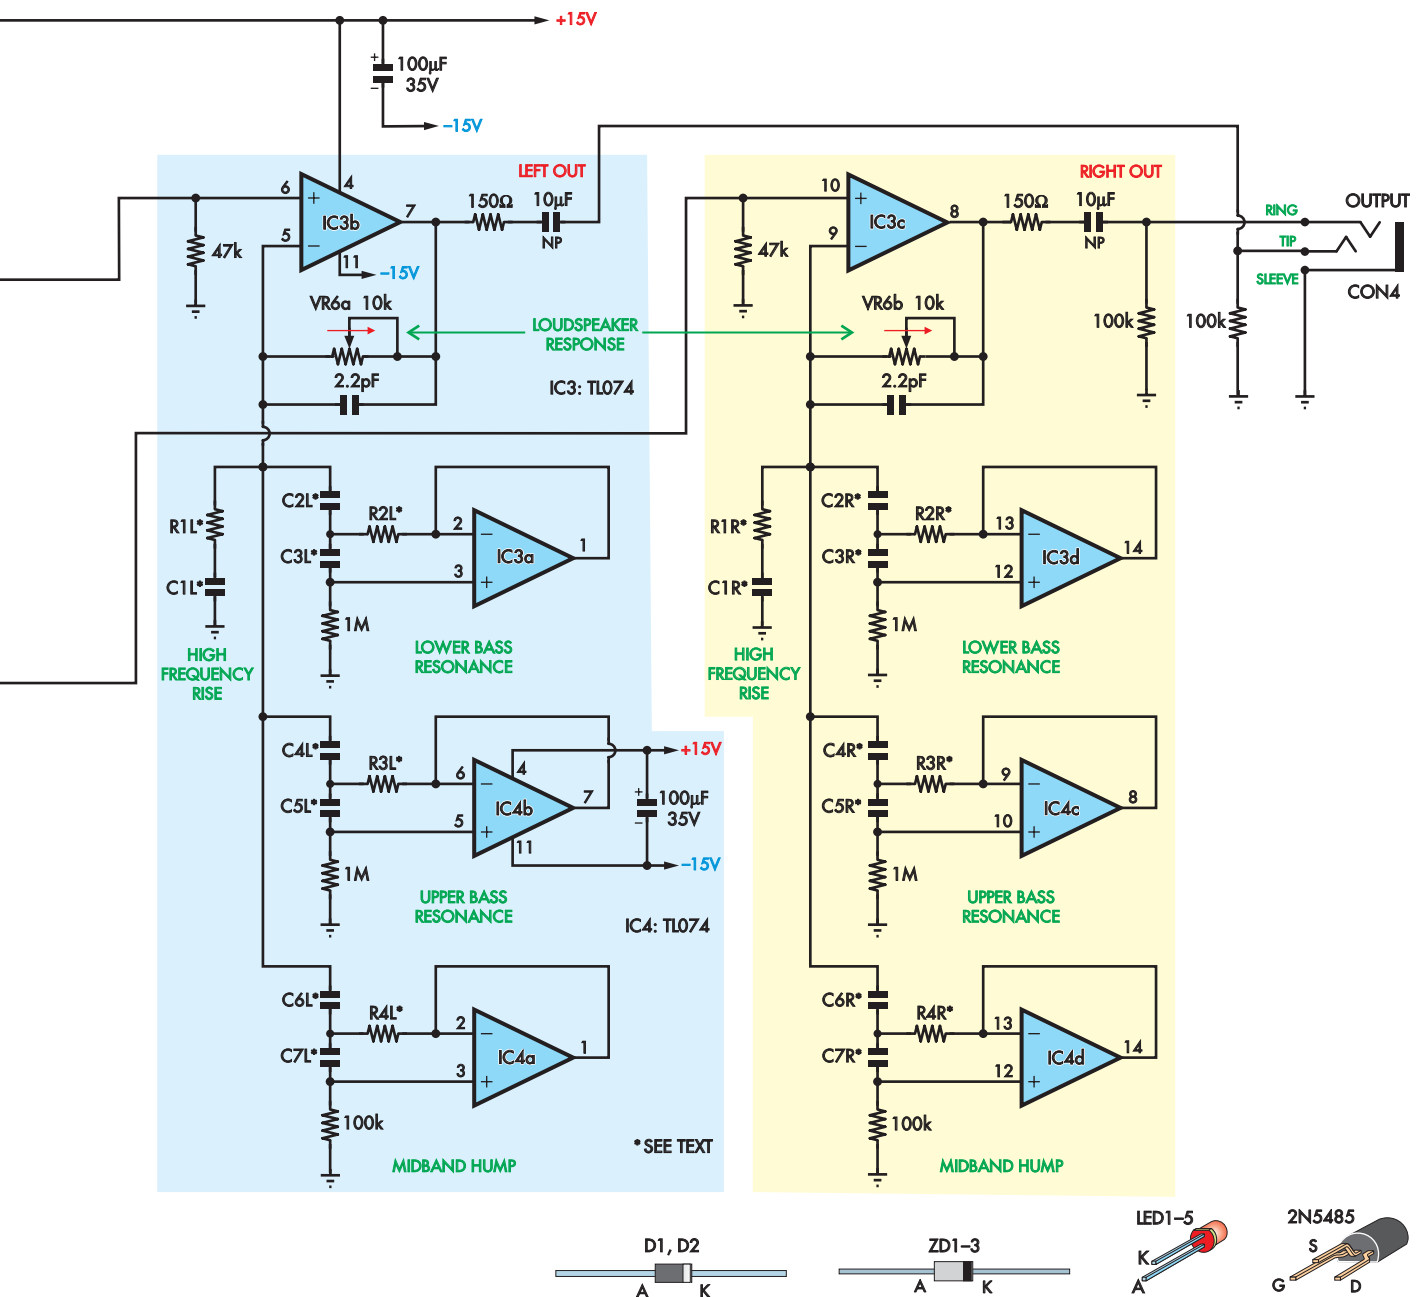 +15V
+
100µF
35V
–
–15V
LEFT OUT
RIGHT OUT
6
+
4
IC3b
7
150Ω
10µF
NP
5
–
11
–15V
47k
10
+
IC3c
8
150Ω
10µF
NP
9
–
47k
OUTPUT
RING
TIP
SLEEVE
CON4
100k
100k
VR6a 10k
LOUDSPEAKER
RESPONSE
VR6b 10k
2.2pF
IC3: TL074
2.2pF
C2L*
R2L*
2
–
R1L*
C3L*
IC3a
1
C1L*
3
+
1M
HIGH
FREQUENCY
RISE
LOWER BASS
RESONANCE
C2R*
R2R*
13
–
R1R*
C3R*
IC3d
14
C1R*
12
+
1M
HIGH
FREQUENCY
RISE
LOWER BASS
RESONANCE
C4L*
R3L*
6
–
4
+15V
C5L*
IC4b
7
+
100µF
35V
–
5
+
11
–15V
1M
UPPER BASS
RESONANCE
IC4: TL074
C4R*
R3R*
9
–
C5R*
IC4c
8
10
+
1M
UPPER BASS
RESONANCE
C6L*
R4L*
2
–
C7L*
IC4a
1
3
+
100k
*SEE TEXT
MIDBAND HUMP
C6R*
R4R*
13
–
C7R*
IC4d
14
12
+
100k
MIDBAND HUMP
D1, D2
A
K
ZD1–3
A
K
LED1–5
K
A
2N5485
S
G
D